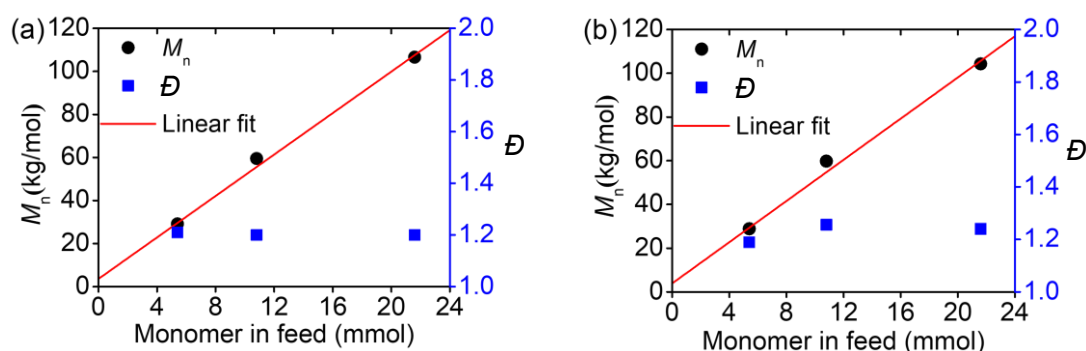 (a)
120
100
80
60
40
20
0
Mn(kg/mol)
Mn
Đ
Linear fit
2.0
1.8
1.6
1.4
1.2
1.0
Đ
0 4 8 12 16 20 24
Monomer in feed (mmol)
(b)
120
100
80
60
40
20
0
Mn(kg/mol)
Mn
Đ
Linear fit
2.0
1.8
1.6
1.4
1.2
1.0
Đ
0 4 8 12 16 20 24
Monomer in feed (mmol)